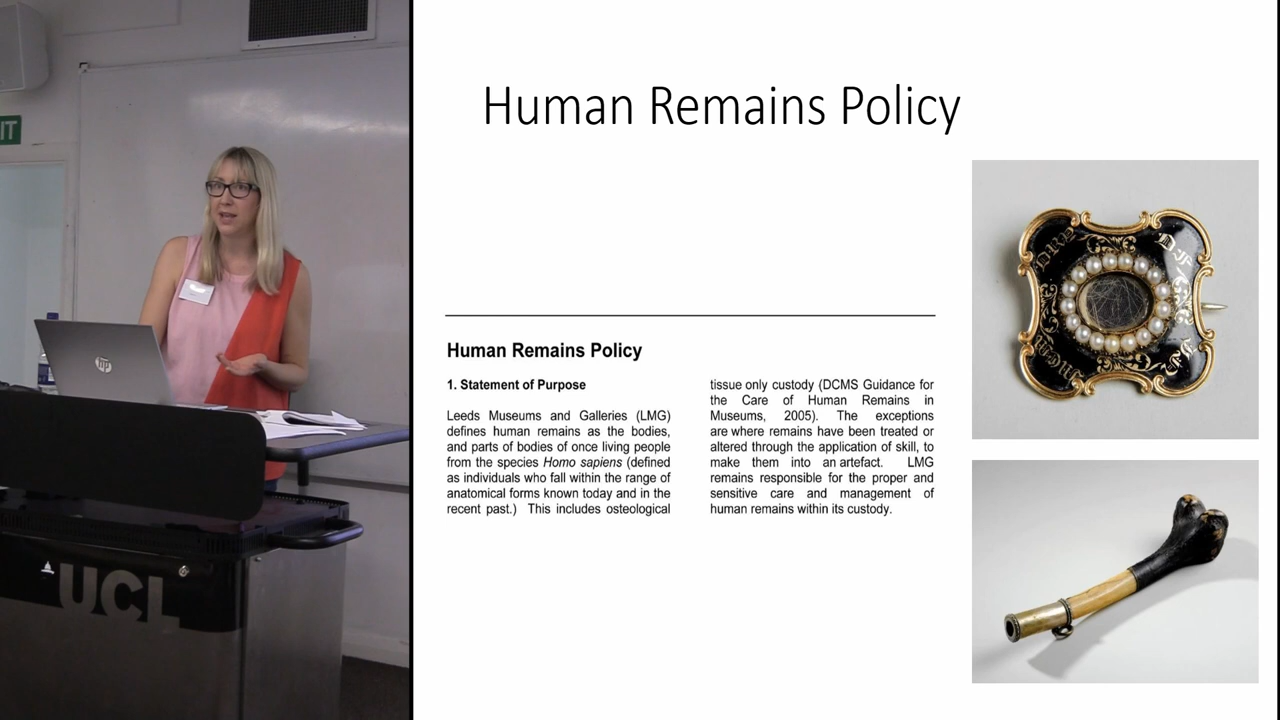 IT
hp
UCL
Human Remains Policy
Human Remains Policy
1. Statement of Purpose
Leeds Museums and Galleries (LMG)
defines human remains as the bodies,
and parts of bodies of once living people
from the species Homo sapiens (defined
as individuals who fall within the range of
anatomical forms known today and in the
recent past.) This includes osteological
tissue only custody (DCMS Guidance for
the Care of Human Remains in
Museums, 2005). The exceptions
are where remains have been treated or
altered through the application of skill, to
make them into an artefact. LMG
remains responsible for the proper and
sensitive care and management of
human remains within its custody.